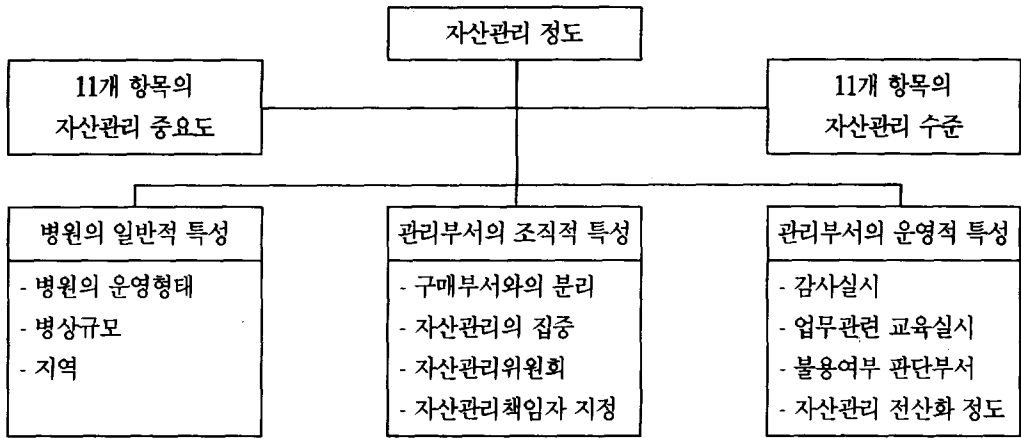 자산관리 정도
11개 항목의
자산관리 중요도
11개 항목의
자산관리 수준
병원의 일반적 특성
- 병원의 운영형태
- 병상규모
- 지역
관리부서의 조직적 특성
- 구매부서와의 분리
- 자산관리의 집중
- 자산관리위원회
- 자산관리책임자 지정
관리부서의 운영적 특성
- 감사실시
- 업무관련 교육실시
- 불용여부 판단부서
- 자산관리 전산화 정도